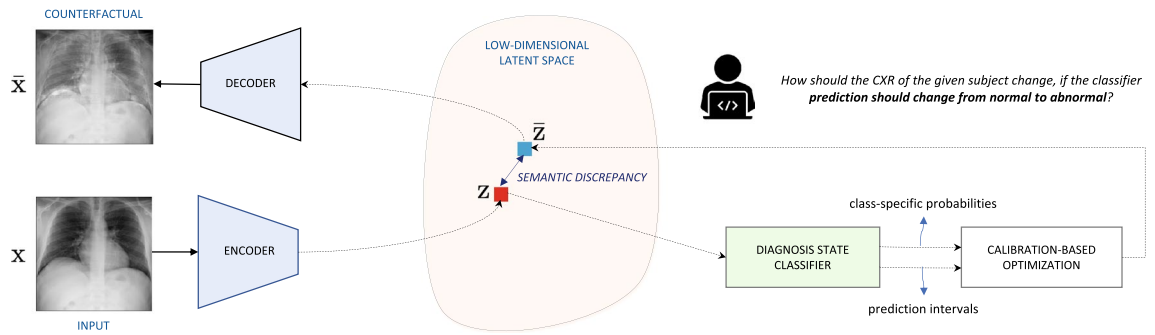 COUNTERFACTUAL
x̄
DECODER
LOW-DIMENSIONAL
LATENT SPACE
</>
How should the CXR of the given subject change, if the classifier
prediction should change from normal to abnormal?
z̄
SEMANTIC DISCREPANCY
z
x
ENCODER
INPUT
class-specific probabilities
DIAGNOSIS STATE
CLASSIFIER
CALIBRATION-BASED
OPTIMIZATION
prediction intervals